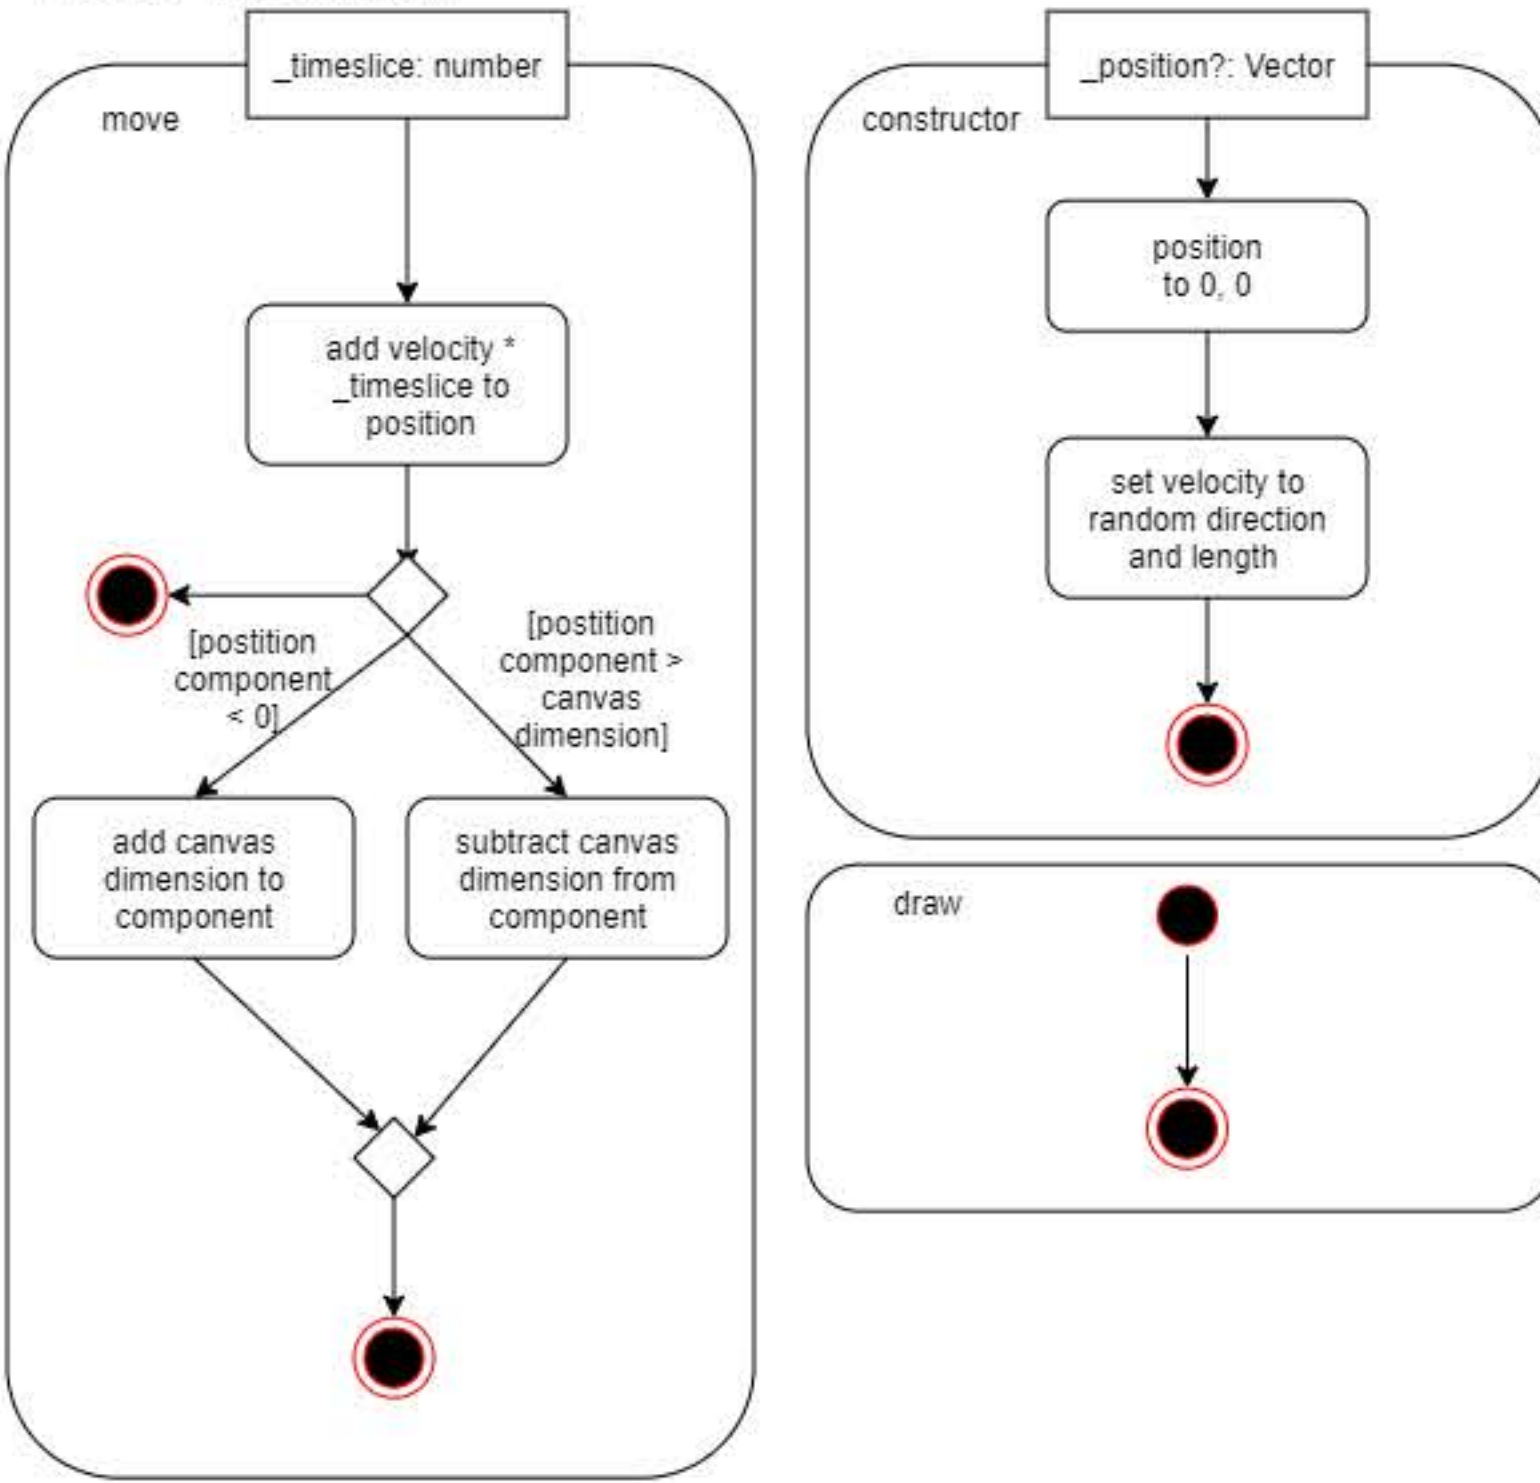 _timeslice: number
move
add velocity *
_timeslice to
position
[postition
component
< 0]
[postition
component >
canvas
dimension]
add canvas
dimension to
component
subtract canvas
dimension from
component
_position?: Vector
constructor
position
to 0, 0
set velocity to
random direction
and length
draw